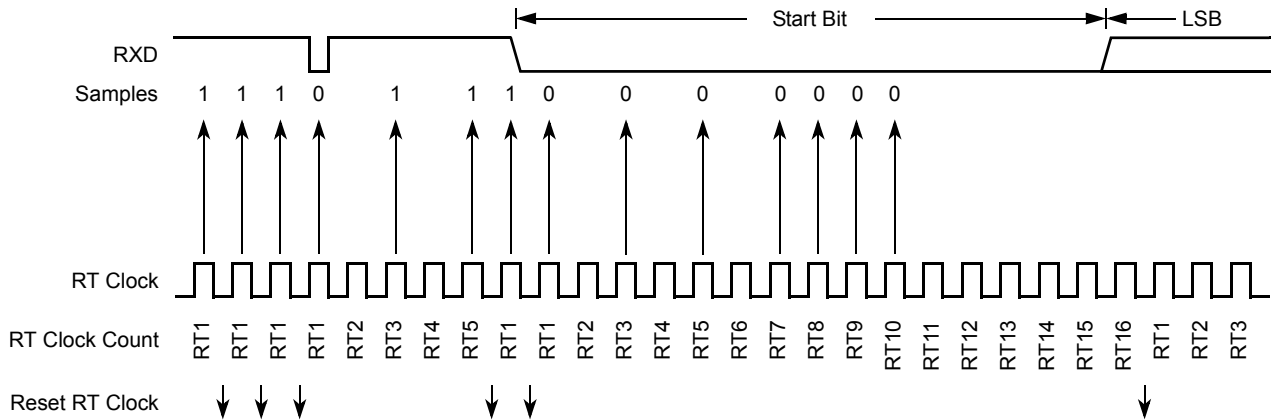 Start Bit LSB
RXD
Samples 1 1 1 0 1 1 1 0 0 0 0 0 0 0
RT Clock
RT Clock Count RT1 RT1 RT1 RT1 RT2 RT3 RT4 RT5 RT1 RT1 RT2 RT3 RT4 RT5 RT6 RT7 RT8 RT9 RT10 RT11 RT12 RT13 RT14 RT15 RT16 RT1 RT2 RT3
Reset RT Clock